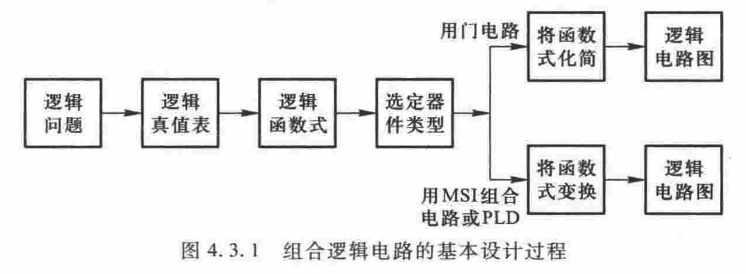 用门电路
将函数
式化简
逻辑
电路图
逻辑
问题
逻辑
真值表
逻辑
函数式
选定器
件类型
用MSI组合
电路或PLD
将函数
式变换
逻辑
电路图
图 4.3.1 组合逻辑电路的基本设计过程